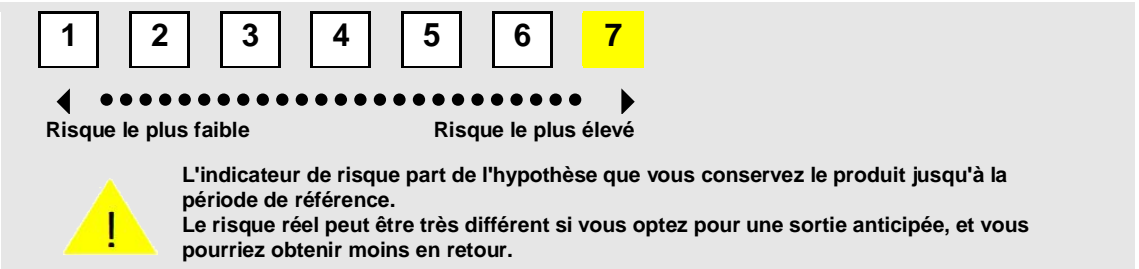 1 2 3 4 5 6 7
Risque le plus faible Risque le plus élevé
L'indicateur de risque part de l'hypothèse que vous conservez le produit jusqu'à la
période de référence.
Le risque réel peut être très différent si vous optez pour une sortie anticipée, et vous
pourriez obtenir moins en retour.
!